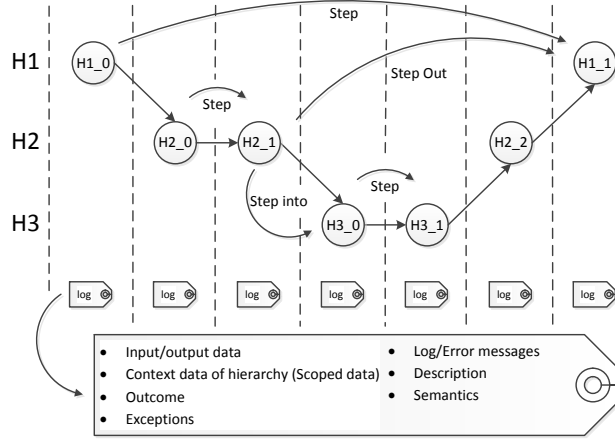 Step
H1
H1_0
H1_1
Step Out
Step
H2
H2_0
H2_1
H2_2
Step
Step into
H3
H3_0
H3_1
log
log
log
log
log
log
log
• Input/output data
• Context data of hierarchy (Scoped data)
• Outcome
• Exceptions
• Log/Error messages
• Description
• Semantics